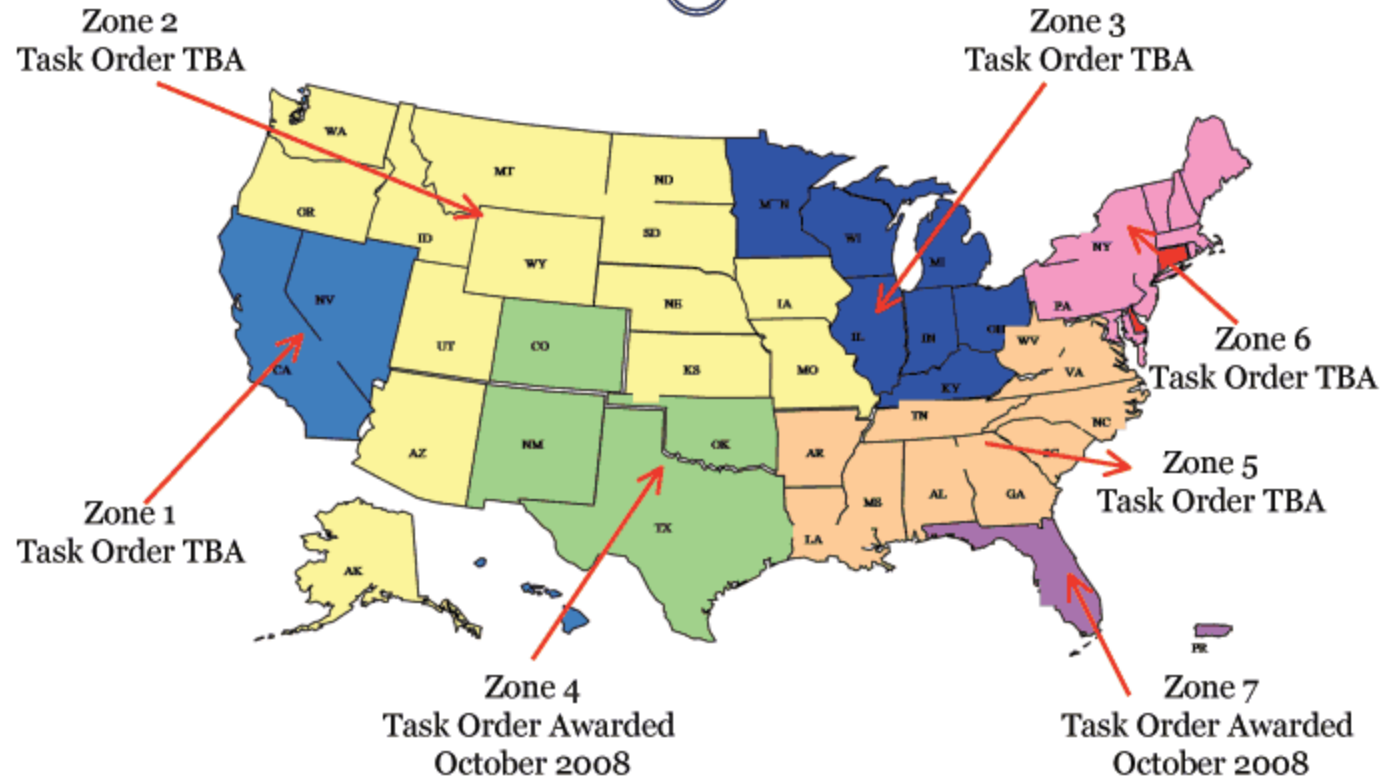 Zone 2
Task Order TBA
Zone 3
Task Order TBA
WA
MT
ND
MN
OR
ID
SD
WI
MI
NY
WY
NV
NE
IA
PA
IL
IN
OH
WV
Zone 6
Task Order TBA
UT
CO
CA
KS
MO
KY
VA
TN
NC
AZ
NM
OK
AR
SC
Zone 5
Task Order TBA
MS
AL
GA
Zone 1
Task Order TBA
TX
LA
AK
PR
Zone 4
Task Order Awarded
October 2008
Zone 7
Task Order Awarded
October 2008